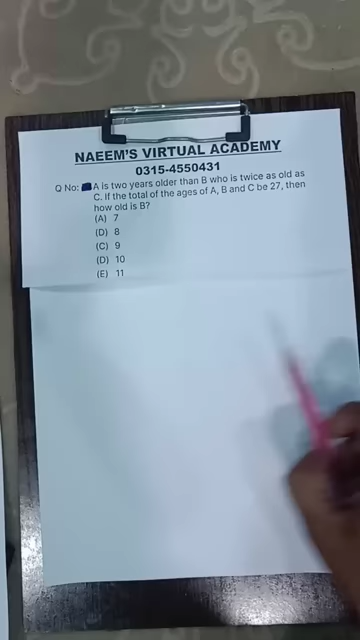 NAEEM'S VIRTUAL ACADEMY
0315-4550431
Q No: A is two years older than B who is twice as old as
C. If the total of the ages of A, B and C be 27, then
how old is B?
(A) 7
(D) 8
(C) 9
(D) 10
(E) 11